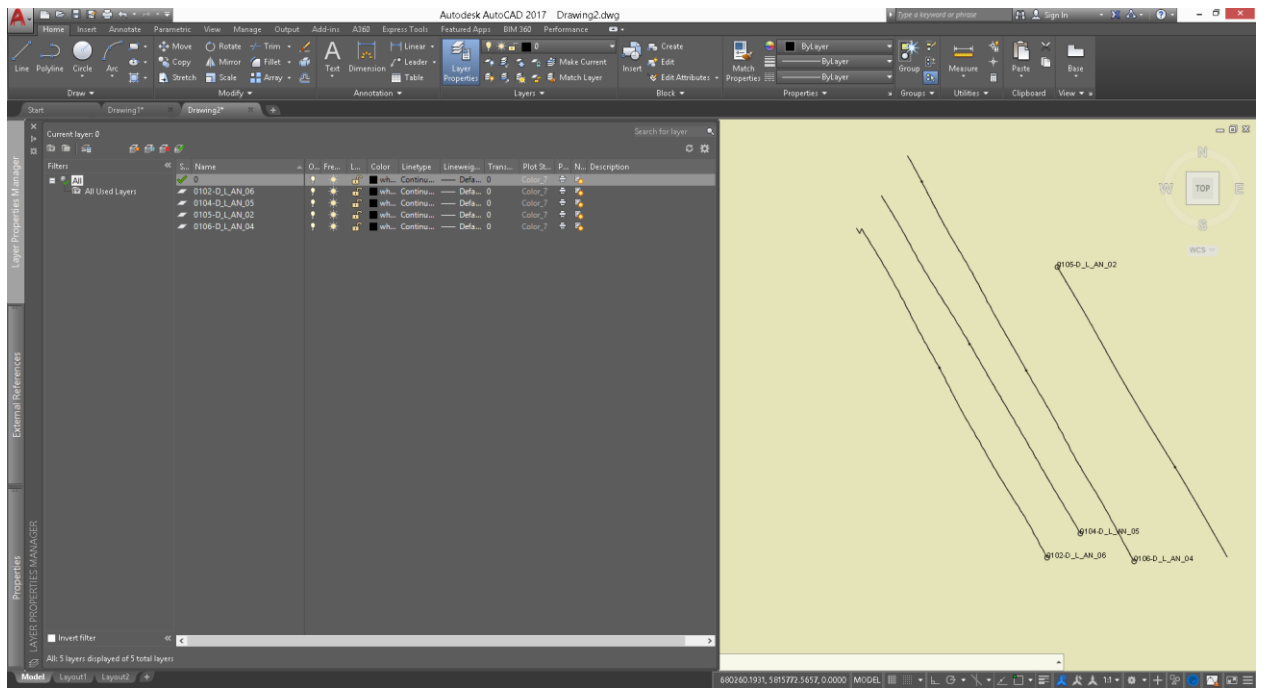 Autodesk AutoCAD 2017 Drawing2.dwg
Type a keyword or phrase
Sign In
Home Insert Annotate Parametric View Manage Output Add-ins A360 Express Tools Featured Apps BIM 360 Performance
Move Rotate Trim Linear 0 Create ByLayer
Copy Mirror Fillet Leader Make Current Edit ByLayer
Line Polyline Circle Arc Text Dimension Layer Insert Match Group Measure Paste Base
Stretch Scale Array Table Properties Match Layer Edit Attributes Properties ByLayer
Draw Modify Annotation Layers Block Properties Groups Utilities Clipboard View
Start Drawing1* Drawing2*
Current layer: 0
Search for layer
Filters
S... Name O... Fre... L... Color Linetype Lineweig... Trans... Plot St... P... N... Description
All
All Used Layers
0 wh... Continu... Defa... 0 Color_7
0102-D_L_AN_06 wh... Continu... Defa... 0 Color_7
0104-D_L_AN_05 wh... Continu... Defa... 0 Color_7
0105-D_L_AN_02 wh... Continu... Defa... 0 Color_7
0106-D_L_AN_04 wh... Continu... Defa... 0 Color_7
Layer Properties Manager
External References
Properties
LAYER PROPERTIES MANAGER
Invert filter
All: 5 layers displayed of 5 total layers
N
W
TOP
E
S
WCS
0105-D_L_AN_02
0104-D_L_AN_05
0102-D_L_AN_06
0106-D_L_AN_04
Model Layout1 Layout2
680260.1931, 5815772.5657, 0.0000 MODEL 1:1